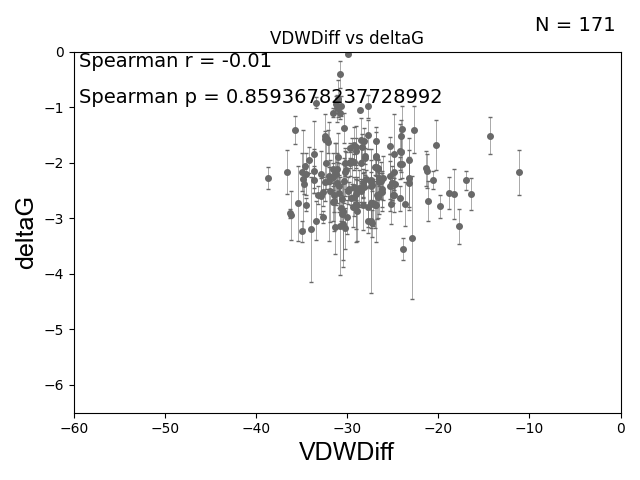 N = 171
VDWDiff vs deltaG
Spearman r = -0.01
Spearman p = 0.8593678237728992
deltaG
0
−1
−2
−3
−4
−5
−6
−60 −50 −40 −30 −20 −10 0
VDWDiff